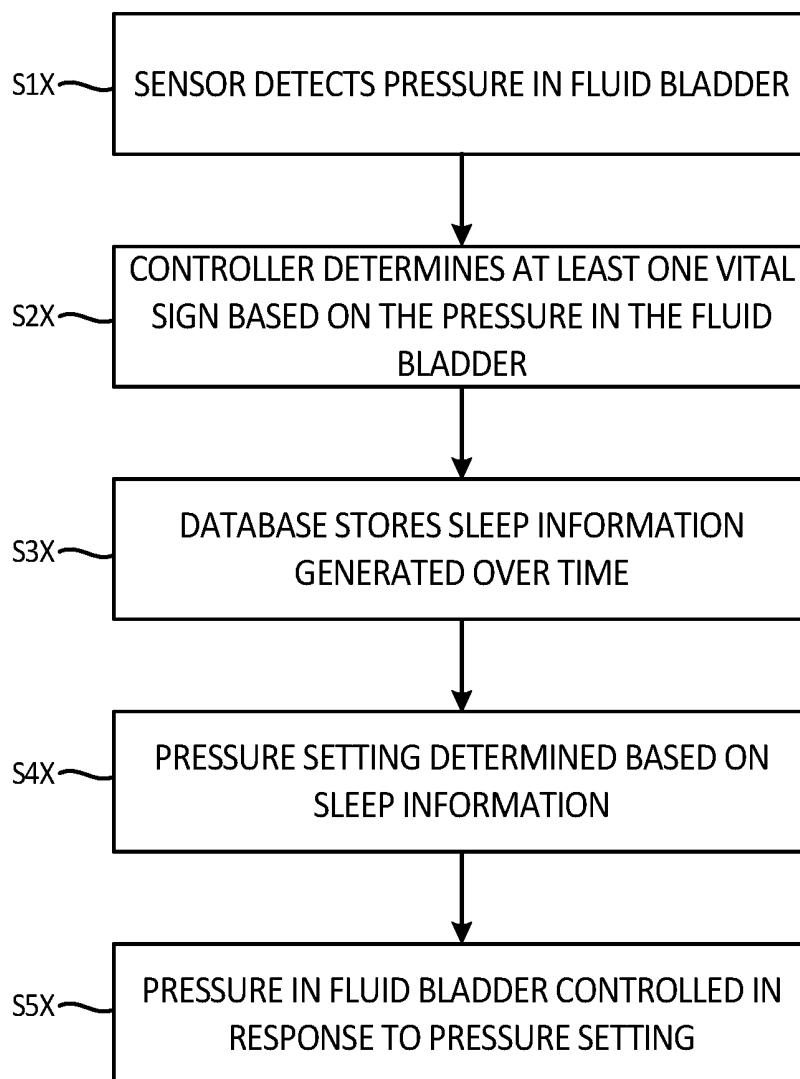 S1X
SENSOR DETECTS PRESSURE IN FLUID BLADDER
S2X
CONTROLLER DETERMINES AT LEAST ONE VITAL
SIGN BASED ON THE PRESSURE IN THE FLUID
BLADDER
S3X
DATABASE STORES SLEEP INFORMATION
GENERATED OVER TIME
S4X
PRESSURE SETTING DETERMINED BASED ON
SLEEP INFORMATION
S5X
PRESSURE IN FLUID BLADDER CONTROLLED IN
RESPONSE TO PRESSURE SETTING